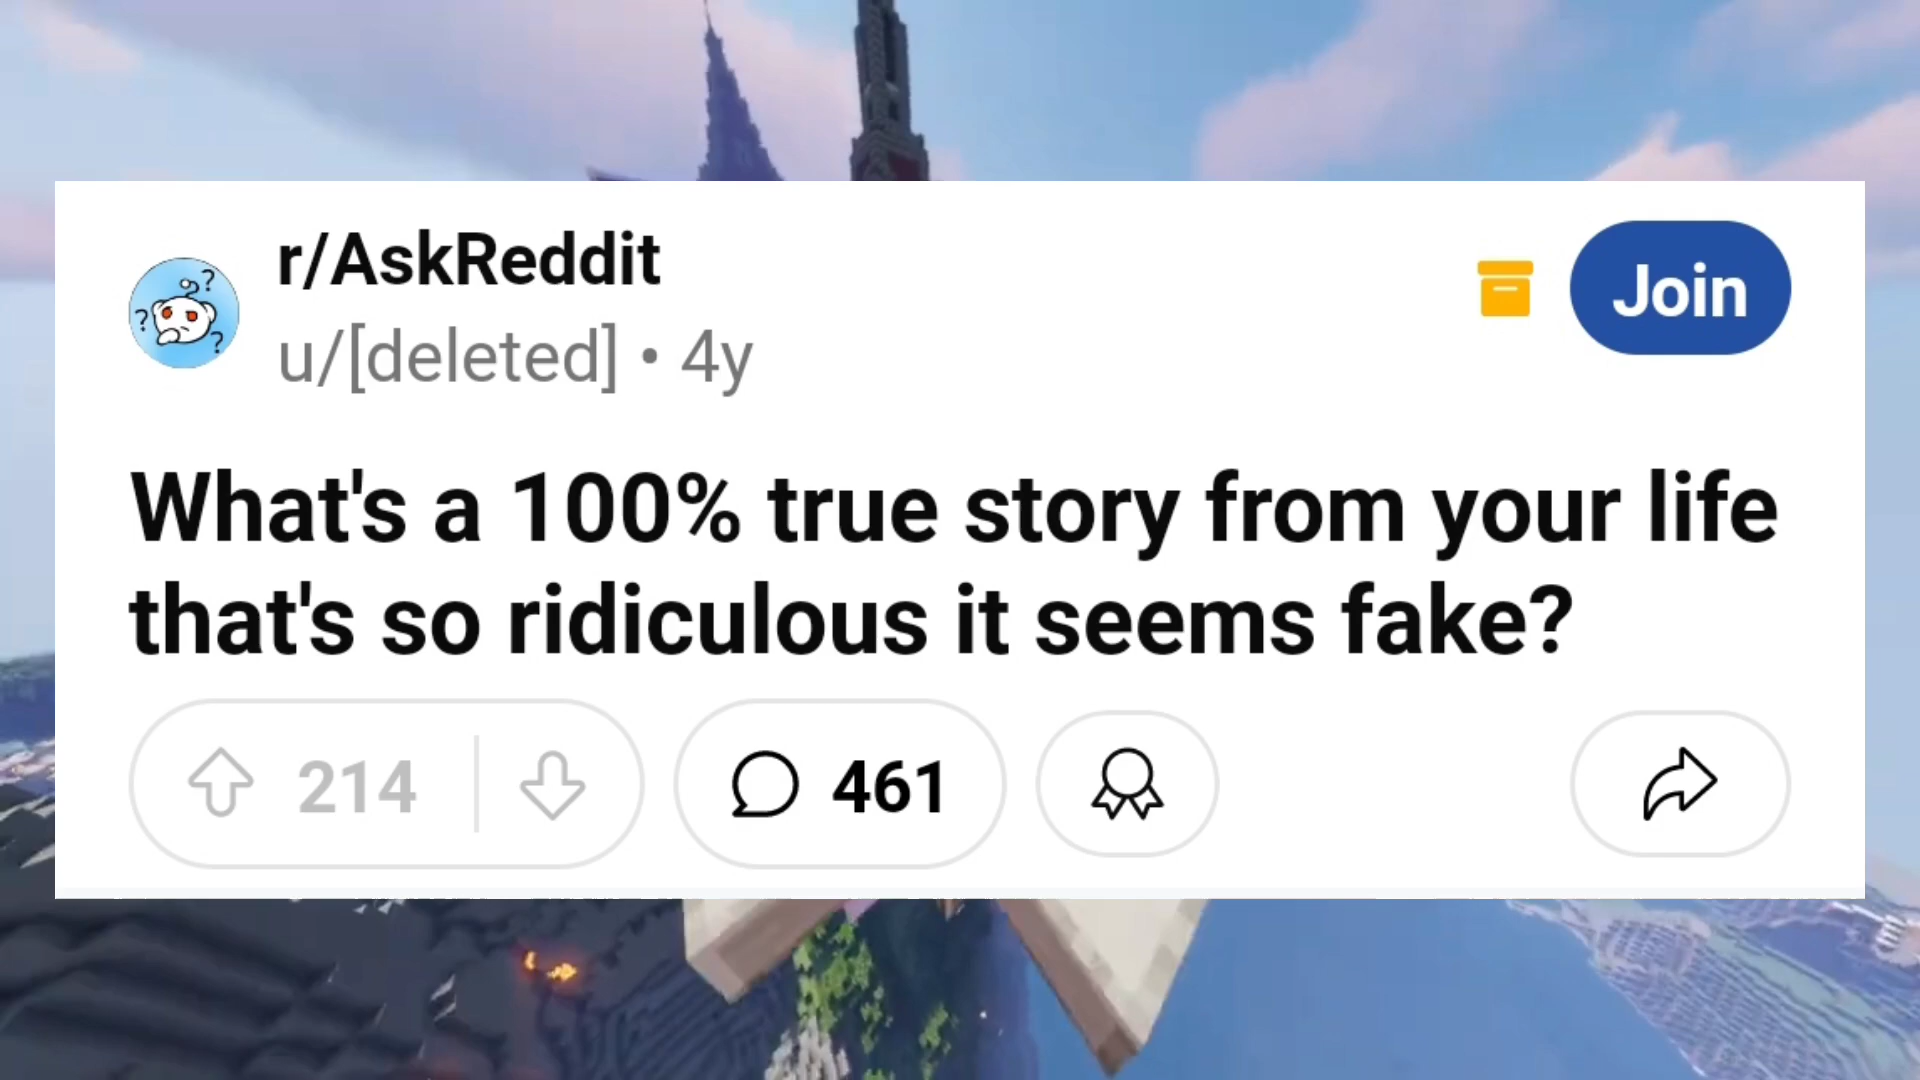 r/AskReddit
u/[deleted] • 4y
Join
What's a 100% true story from your life
that's so ridiculous it seems fake?
214
461